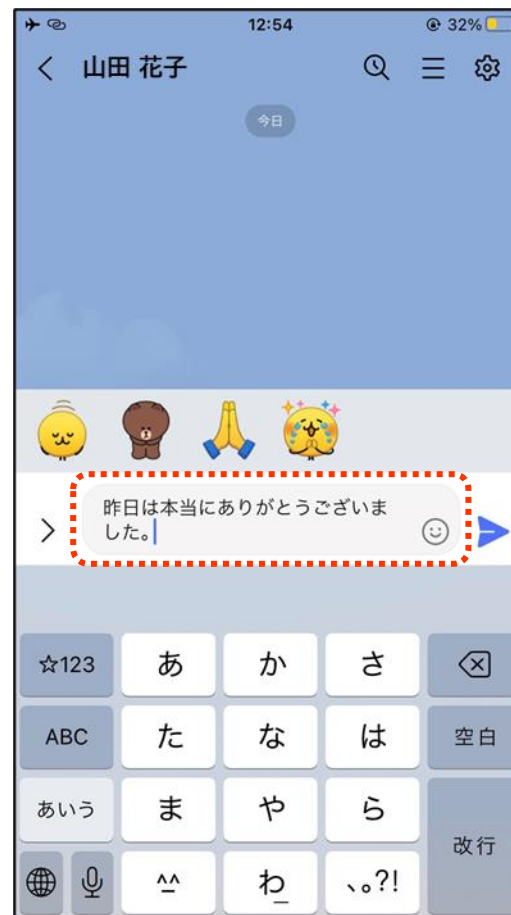 12:54
32%
山田 花子
今日
昨日は本当にありがとうございま
した。
☆123 あ か さ
ABC た な は 空白
あいう ま や ら
改行
^^ わ_ 、。?!